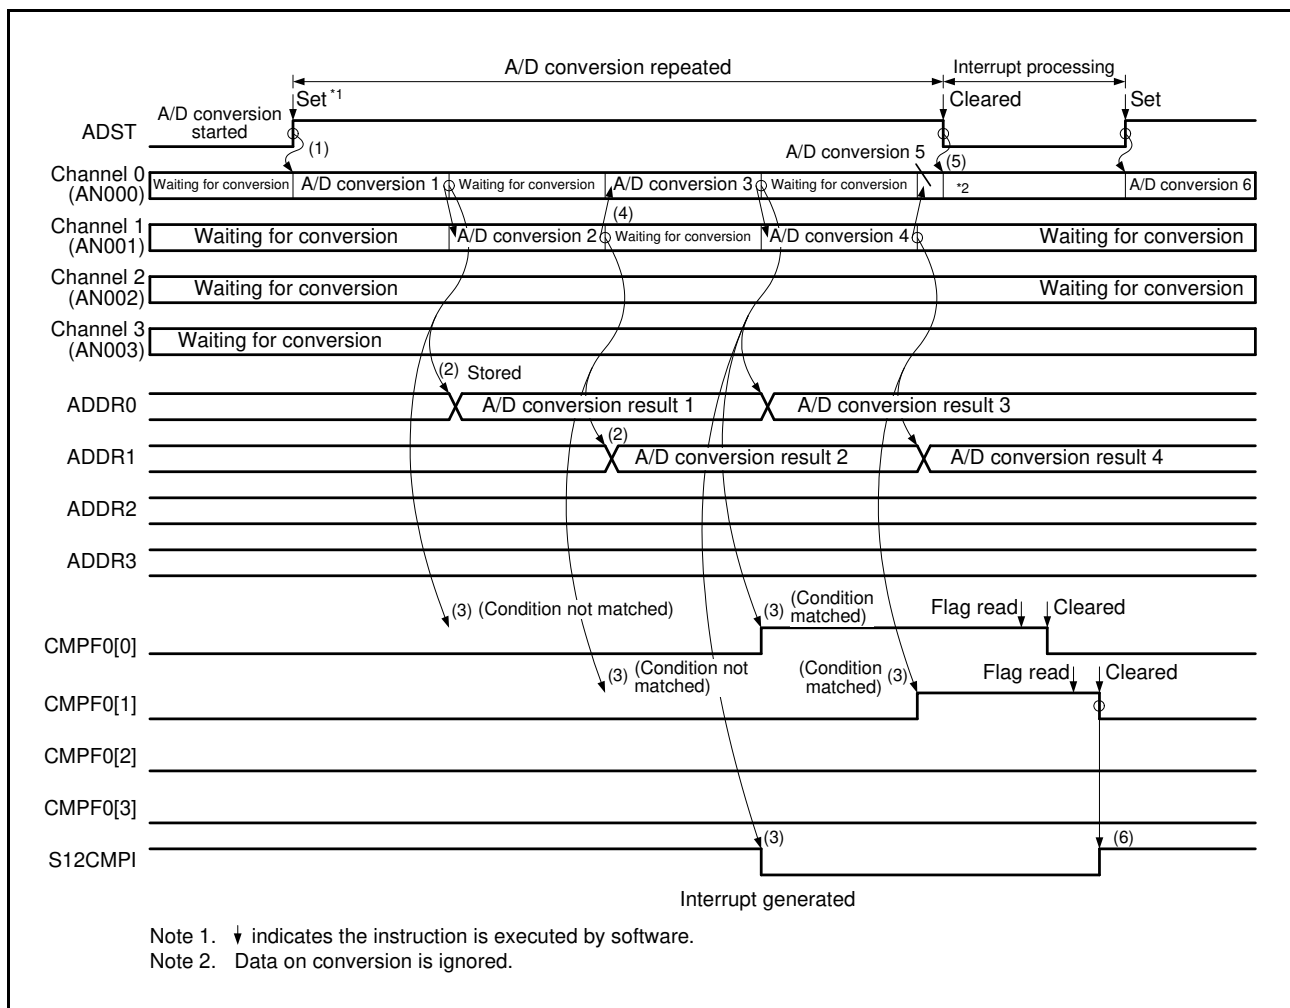 A/D conversion repeated
Interrupt processing
Set *1
Cleared
Set
A/D conversion
started
ADST
(1)
A/D conversion 5
(5)
Channel 0
(AN000)
Waiting for conversion
A/D conversion 1
Waiting for conversion
A/D conversion 3
Waiting for conversion
*2
A/D conversion 6
(4)
Channel 1
(AN001)
Waiting for conversion
A/D conversion 2
Waiting for conversion
A/D conversion 4
Waiting for conversion
Channel 2
(AN002)
Waiting for conversion
Waiting for conversion
Channel 3
(AN003)
Waiting for conversion
(2) Stored
ADDR0
A/D conversion result 1
A/D conversion result 3
(2)
ADDR1
A/D conversion result 2
A/D conversion result 4
ADDR2
ADDR3
(3) (Condition not matched)
(3) (Condition
matched)
Flag read
Cleared
CMPF0[0]
(3) (Condition not
matched)
(Condition
matched) (3)
Flag read
Cleared
CMPF0[1]
CMPF0[2]
CMPF0[3]
(3)
(6)
S12CMPI
Interrupt generated
Note 1. ↓ indicates the instruction is executed by software.
Note 2. Data on conversion is ignored.